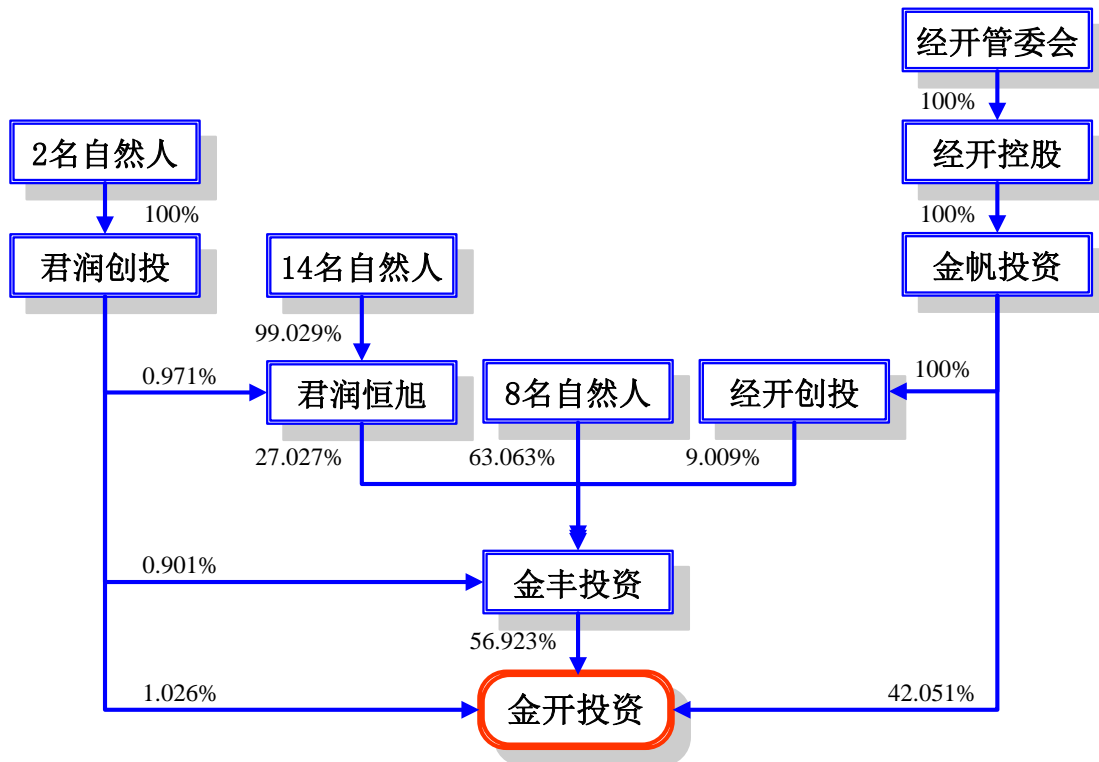 经开管委会
100%
2名自然人
经开控股
100%
100%
君润创投
14名自然人
金帆投资
99.029%
0.971%
君润恒旭
8名自然人
经开创投
100%
27.027%
63.063%
9.009%
0.901%
金丰投资
56.923%
1.026%
金开投资
42.051%